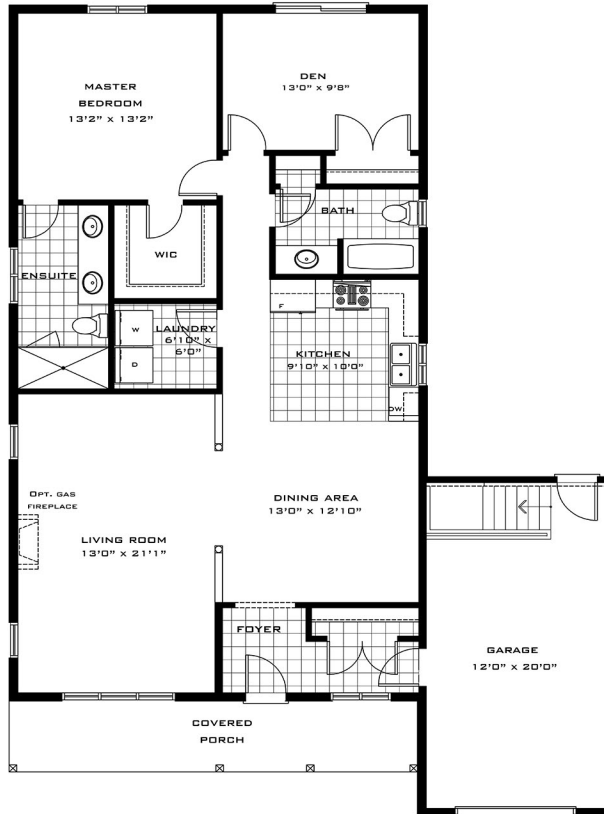 MASTER
BEDROOM
13'2" x 13'2"
DEN
13'0" x 9'8"
BATH
WIC
ENSUITE
W
LAUNDRY
6'10" x
6'0"
D
F
KITCHEN
9'10" x 10'0"
DW
OPT. GAS
FIREPLACE
DINING AREA
13'0" x 12'10"
LIVING ROOM
13'0" x 21'1"
FOYER
GARAGE
12'0" x 20'0"
COVERED
PORCH